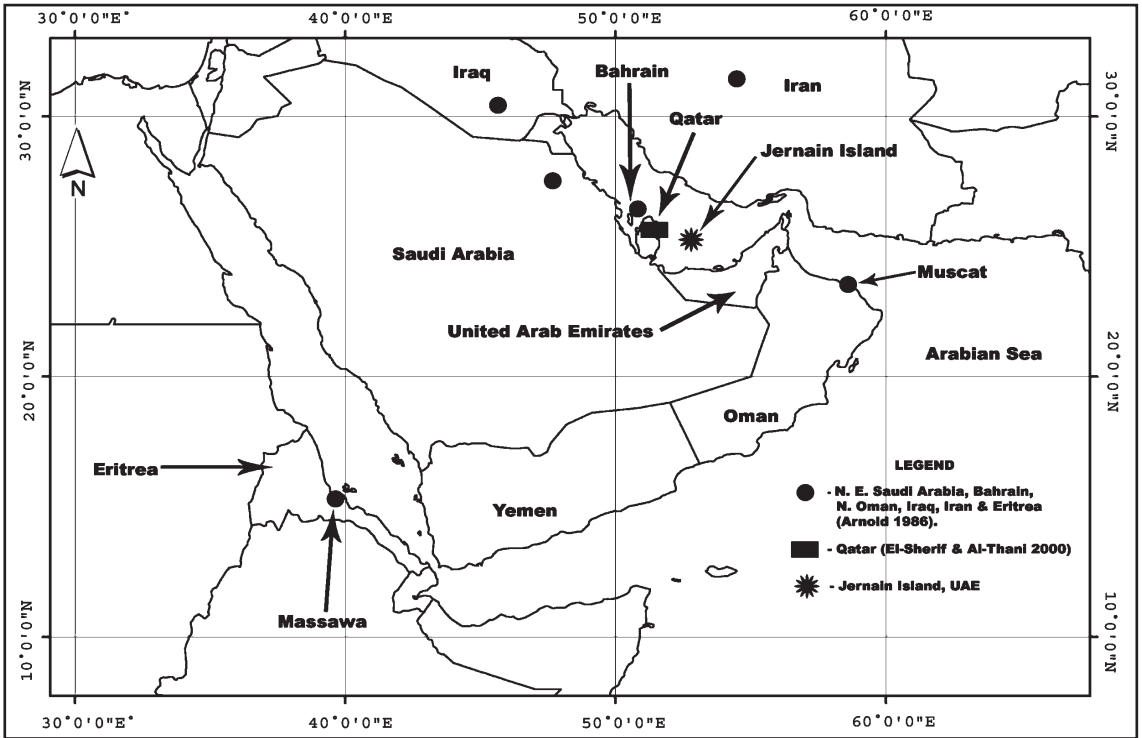 30°0'0"E°
40°0'0"E
50°0'0"E
60°0'0"E
Iraq
Bahrain
Iran
30°0'0"N
30°0'0"N
Qatar
Jernain Island
N
Saudi Arabia
Muscat
United Arab Emirates
Arabian Sea
20°0'0"N
20°0'0"N
Oman
Eritrea
LEGEND
- N. E. Saudi Arabia, Bahrain,
N. Oman, Iraq, Iran & Eritrea
(Arnold 1986).
Yemen
- Qatar (El-Sherif & Al-Thani 2000)
- Jernain Island, UAE
Massawa
10°0'0"N
10°0'0"N
30°0'0"E°
40°0'0"E
50°0'0"E
60°0'0"E